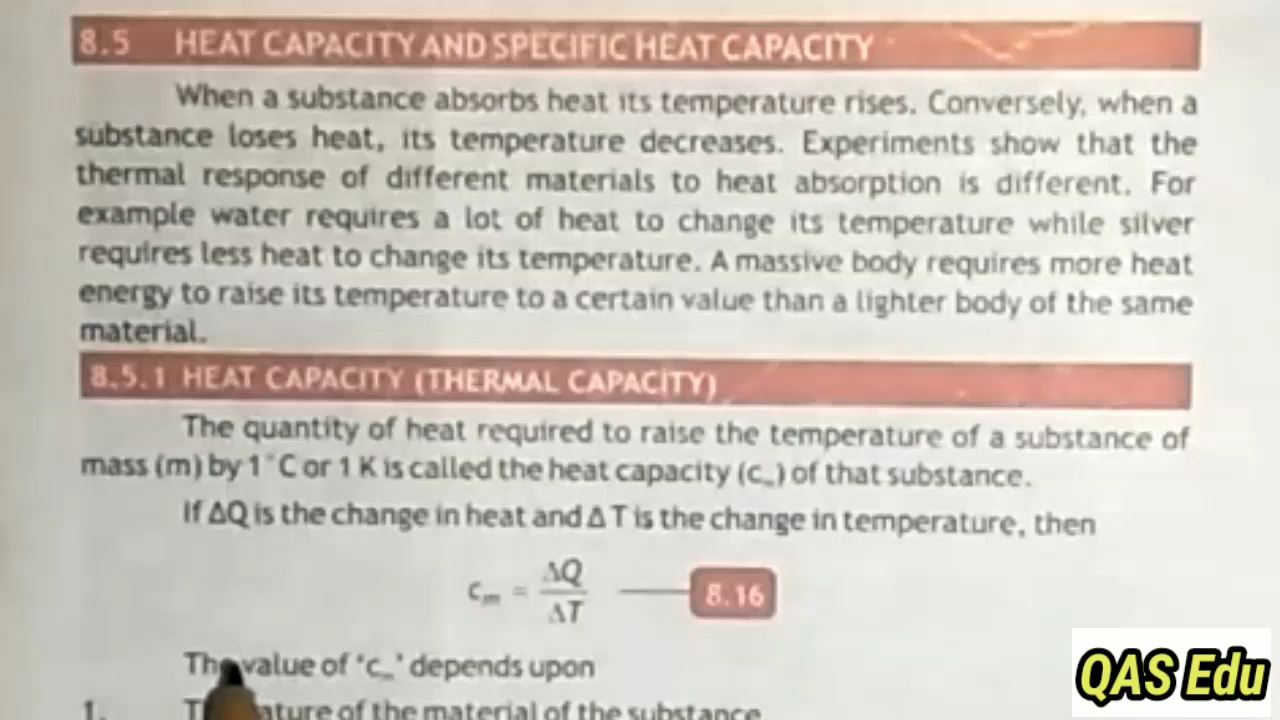 8.5 HEAT CAPACITY AND SPECIFIC HEAT CAPACITY
When a substance absorbs heat its temperature rises. Conversely, when a
substance loses heat, its temperature decreases. Experiments show that the
thermal response of different materials to heat absorption is different. For
example water requires a lot of heat to change its temperature while silver
requires less heat to change its temperature. A massive body requires more heat
energy to raise its temperature to a certain value than a lighter body of the same
material.
8.5.1 HEAT CAPACITY (THERMAL CAPACITY)
The quantity of heat required to raise the temperature of a substance of
mass (m) by 1°C or 1 K is called the heat capacity (cₘ) of that substance.
If ΔQ is the change in heat and ΔT is the change in temperature, then
cₘ = ΔQ/ΔT 8.16
The value of 'cₘ' depends upon
1. of the material of the substance
QAS Edu